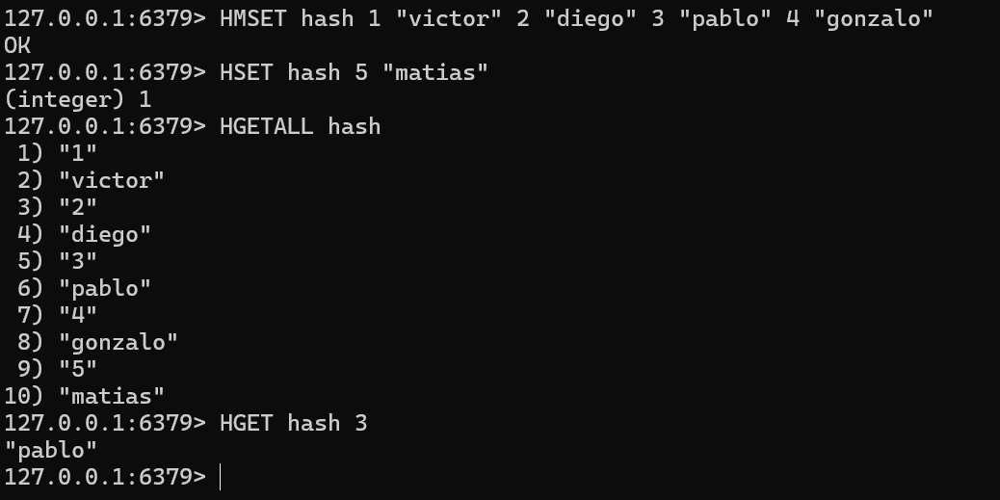 127.0.0.1:6379> HMSET hash 1 "victor" 2 "diego" 3 "pablo" 4 "gonzalo"
OK
127.0.0.1:6379> HSET hash 5 "matias"
(integer) 1
127.0.0.1:6379> HGETALL hash
 1) "1"
 2) "victor"
 3) "2"
 4) "diego"
 5) "3"
 6) "pablo"
 7) "4"
 8) "gonzalo"
 9) "5"
10) "matias"
127.0.0.1:6379> HGET hash 3
"pablo"
127.0.0.1:6379>